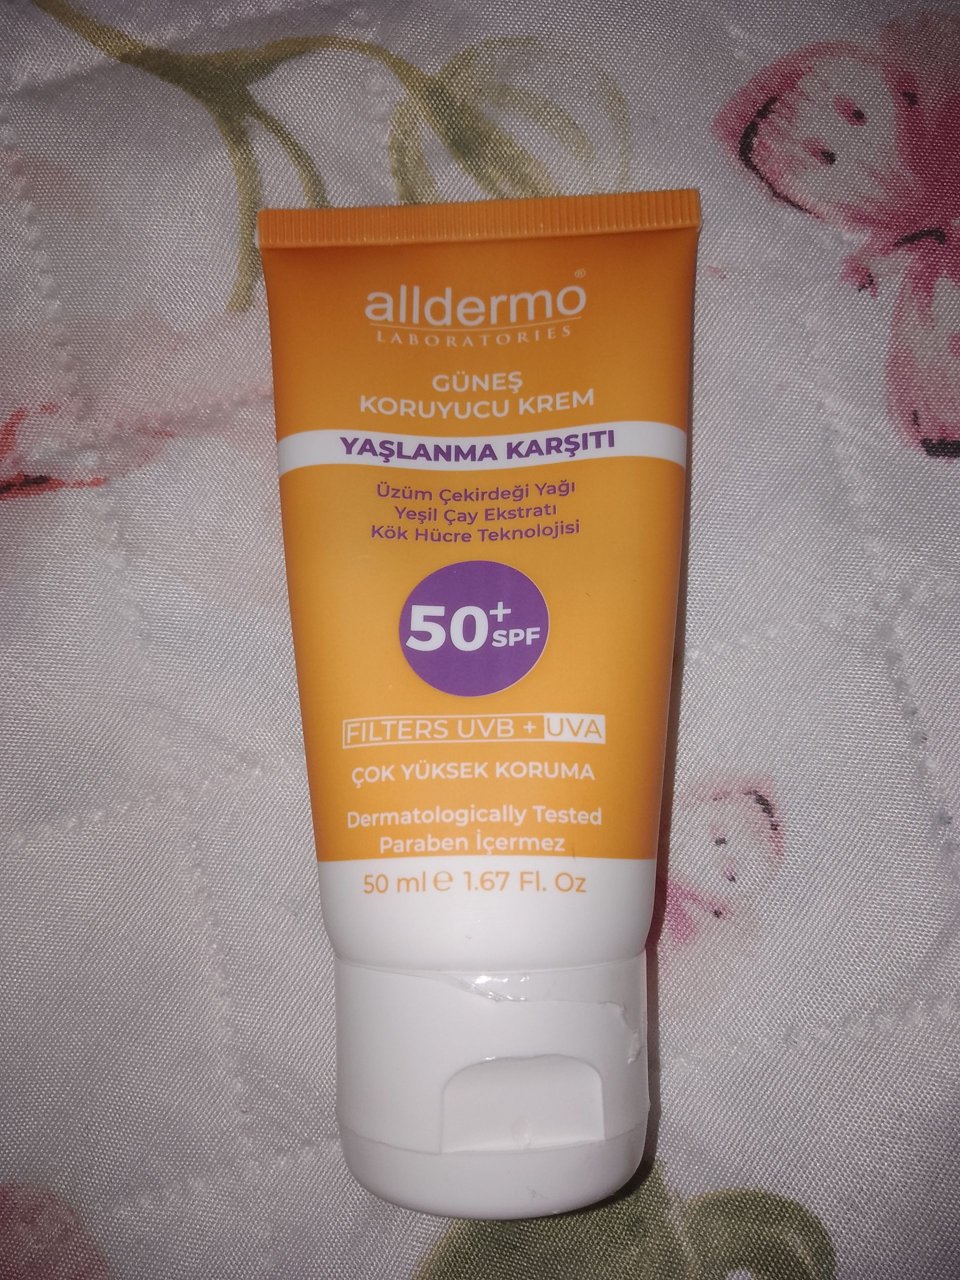 alldermo®
LABORATORIES
GÜNEŞ
KORUYUCU KREM
YAŞLANMA KARŞITI
Üzüm Çekirdeği Yağı
Yeşil Çay Ekstratı
Kök Hücre Teknolojisi
50+ SPF
FILTERS UVB + UVA
ÇOK YÜKSEK KORUMA
Dermatologically Tested
Paraben İçermez
50 ml ℮ 1.67 Fl. Oz